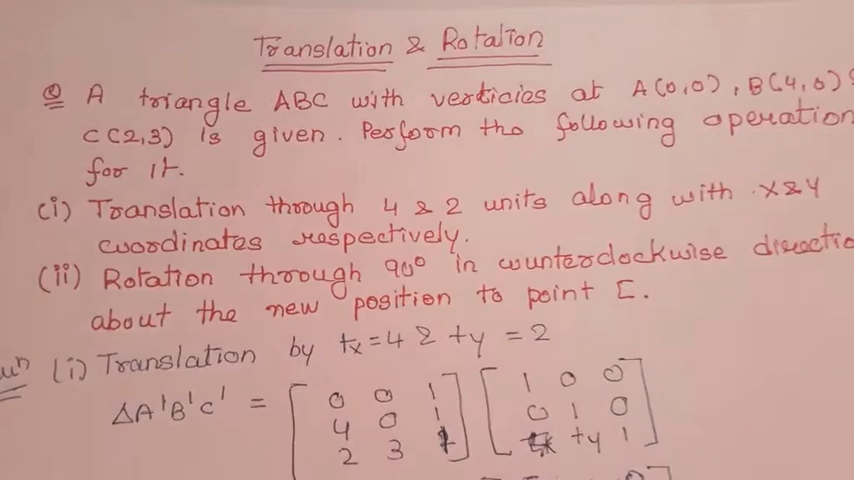 Translation & Rotation
Q A triangle ABC with verticies at A(0,0), B(4,0) &
C(2,3) is given. Perform the following operation
for it.
(i) Translation through 4 & 2 units along with X & Y
coordinates respectively.
(ii) Rotation through 90° in counterclockwise directio
about the new position to point C.
(i) Translation by tx = 4 & ty = 2
ΔA'B'C' = [ 0 0 1 ] [ 1 0 0 ]
4 0 1 0 1 0
2 3 1 tx ty 1